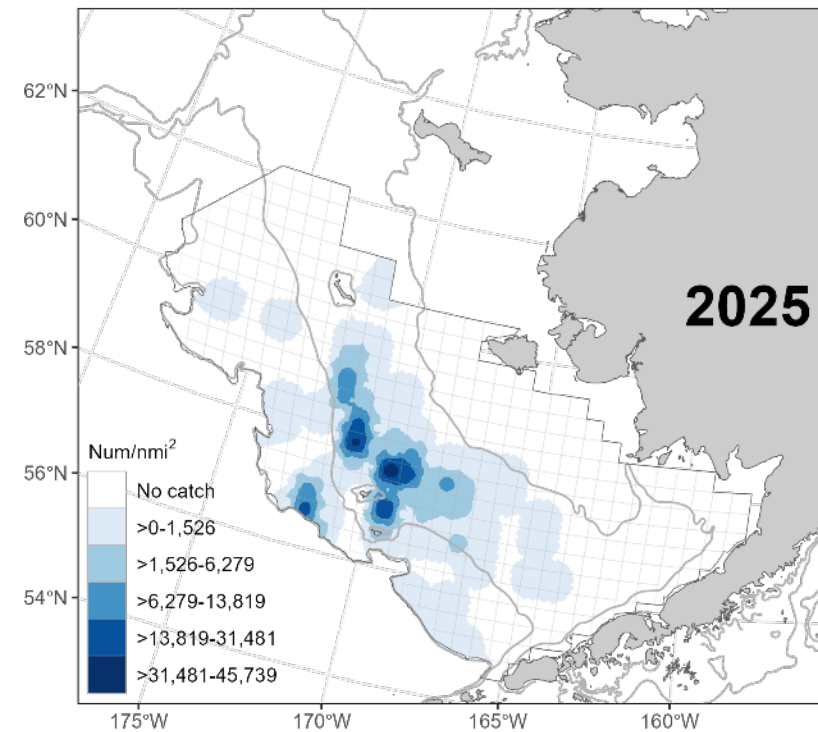 62°N
60°N
58°N
56°N
54°N
2025
Num/nmi²
No catch
>0-1,526
>1,526-6,279
>6,279-13,819
>13,819-31,481
>31,481-45,739
175°W 170°W 165°W 160°W